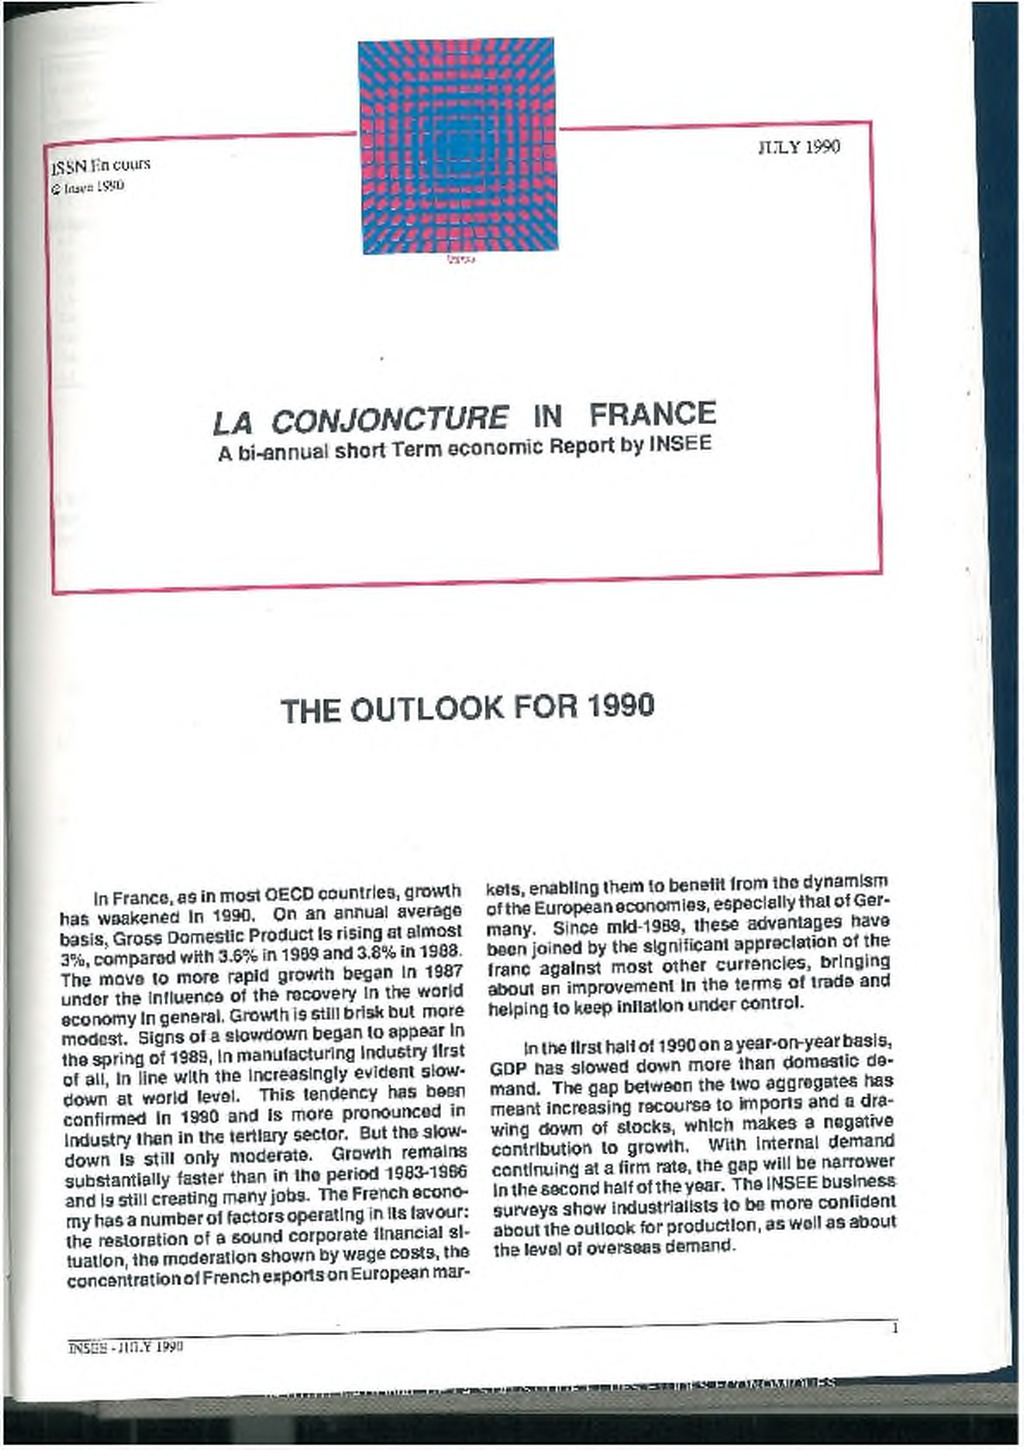 ISSN En cours
© Insee 1990
JULY 1990
LA CONJONCTURE IN FRANCE
A bi-annual short Term economic Report by INSEE
THE OUTLOOK FOR 1990
In France, as in most OECD countries, growth
has weakened in 1990. On an annual average
basis, Gross Domestic Product is rising at almost
3%, compared with 3.6% in 1989 and 3.8% in 1988.
The move to more rapid growth began in 1987
under the influence of the recovery in the world
economy in general. Growth is still brisk but more
modest. Signs of a slowdown began to appear in
the spring of 1989, in manufacturing industry first
of all, in line with the increasingly evident slow-
down at world level. This tendency has been
confirmed in 1990 and is more pronounced in
industry than in the tertiary sector. But the slow-
down is still only moderate. Growth remains
substantially faster than in the period 1983-1986
and is still creating many jobs. The French econo-
my has a number of factors operating in its favour:
the restoration of a sound corporate financial si-
tuation, the moderation shown by wage costs, the
concentration of French exports on European mar-
kets, enabling them to benefit from the dynamism
of the European economies, especially that of Ger-
many. Since mid-1989, these advantages have
been joined by the significant appreciation of the
franc against most other currencies, bringing
about an improvement in the terms of trade and
helping to keep inflation under control.
In the first half of 1990 on a year-on-year basis,
GDP has slowed down more than domestic de-
mand. The gap between the two aggregates has
meant increasing recourse to imports and a dra-
wing down of stocks, which makes a negative
contribution to growth. With internal demand
continuing at a firm rate, the gap will be narrower
in the second half of the year. The INSEE business
surveys show industrialists to be more confident
about the outlook for production, as well as about
the level of overseas demand.
INSEE - JULY 1990
1